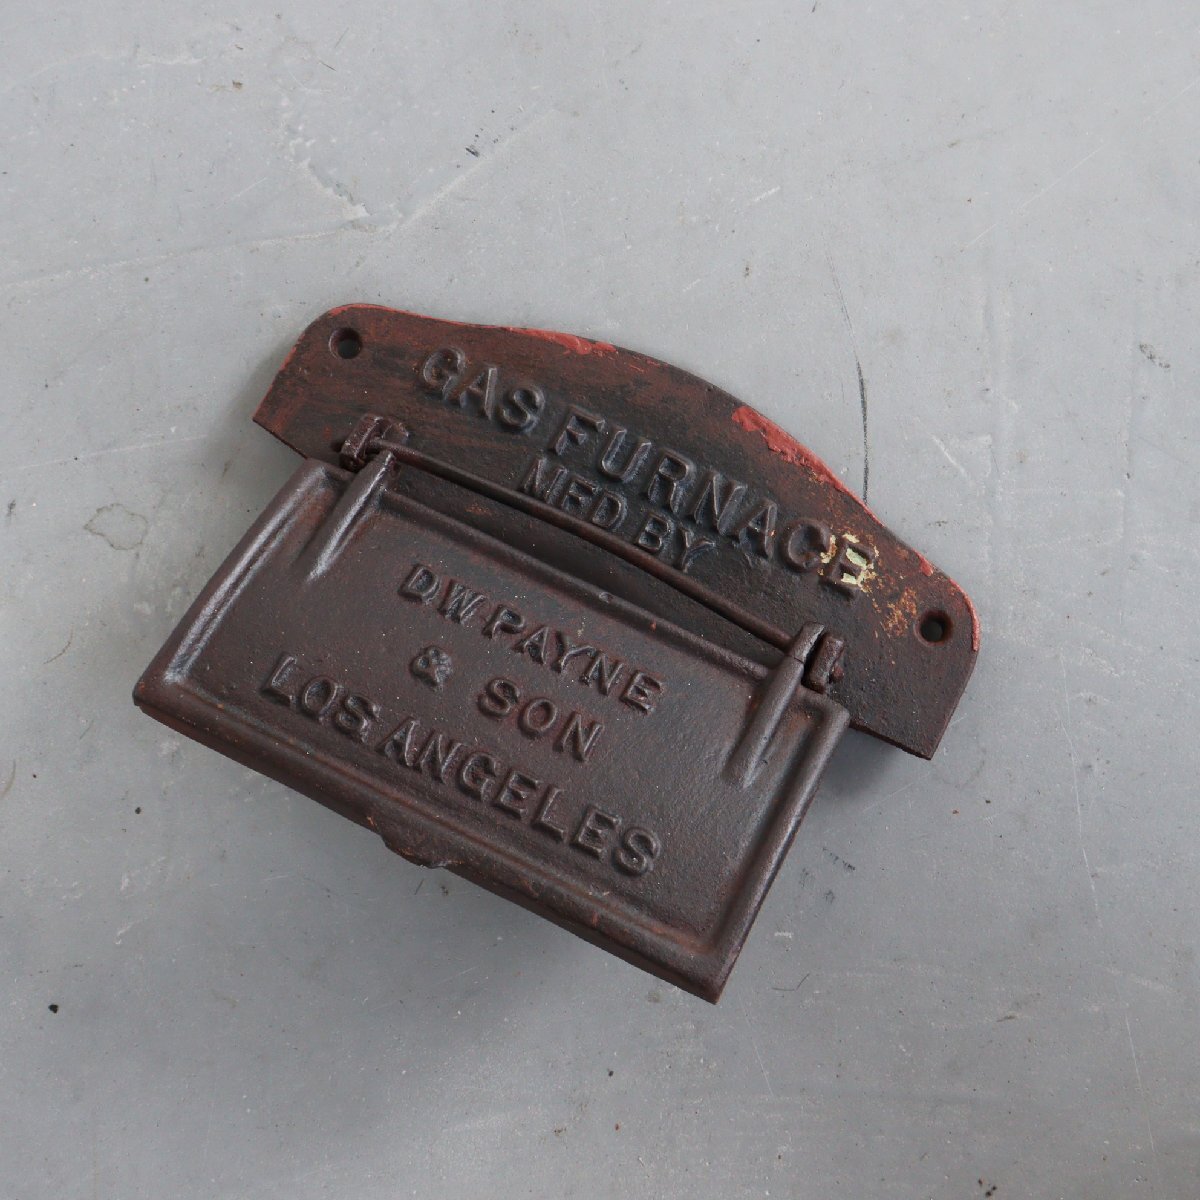 GAS FURNACE
MFD BY
D.W. PAYNE
& SON
LOS ANGELES